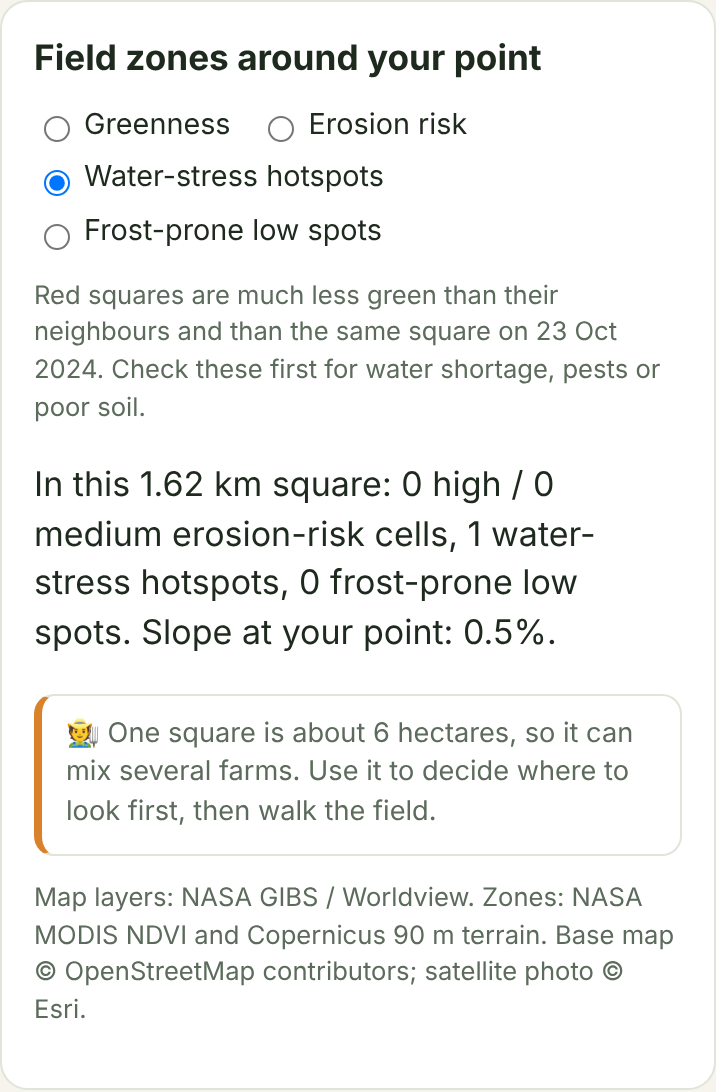 Field zones around your point
Greenness Erosion risk
Water-stress hotspots
Frost-prone low spots
Red squares are much less green than their
neighbours and than the same square on 23 Oct
2024. Check these first for water shortage, pests or
poor soil.
In this 1.62 km square: 0 high / 0
medium erosion-risk cells, 1 water-
stress hotspots, 0 frost-prone low
spots. Slope at your point: 0.5%.
One square is about 6 hectares, so it can
mix several farms. Use it to decide where to
look first, then walk the field.
Map layers: NASA GIBS / Worldview. Zones: NASA
MODIS NDVI and Copernicus 90 m terrain. Base map
© OpenStreetMap contributors; satellite photo ©
Esri.